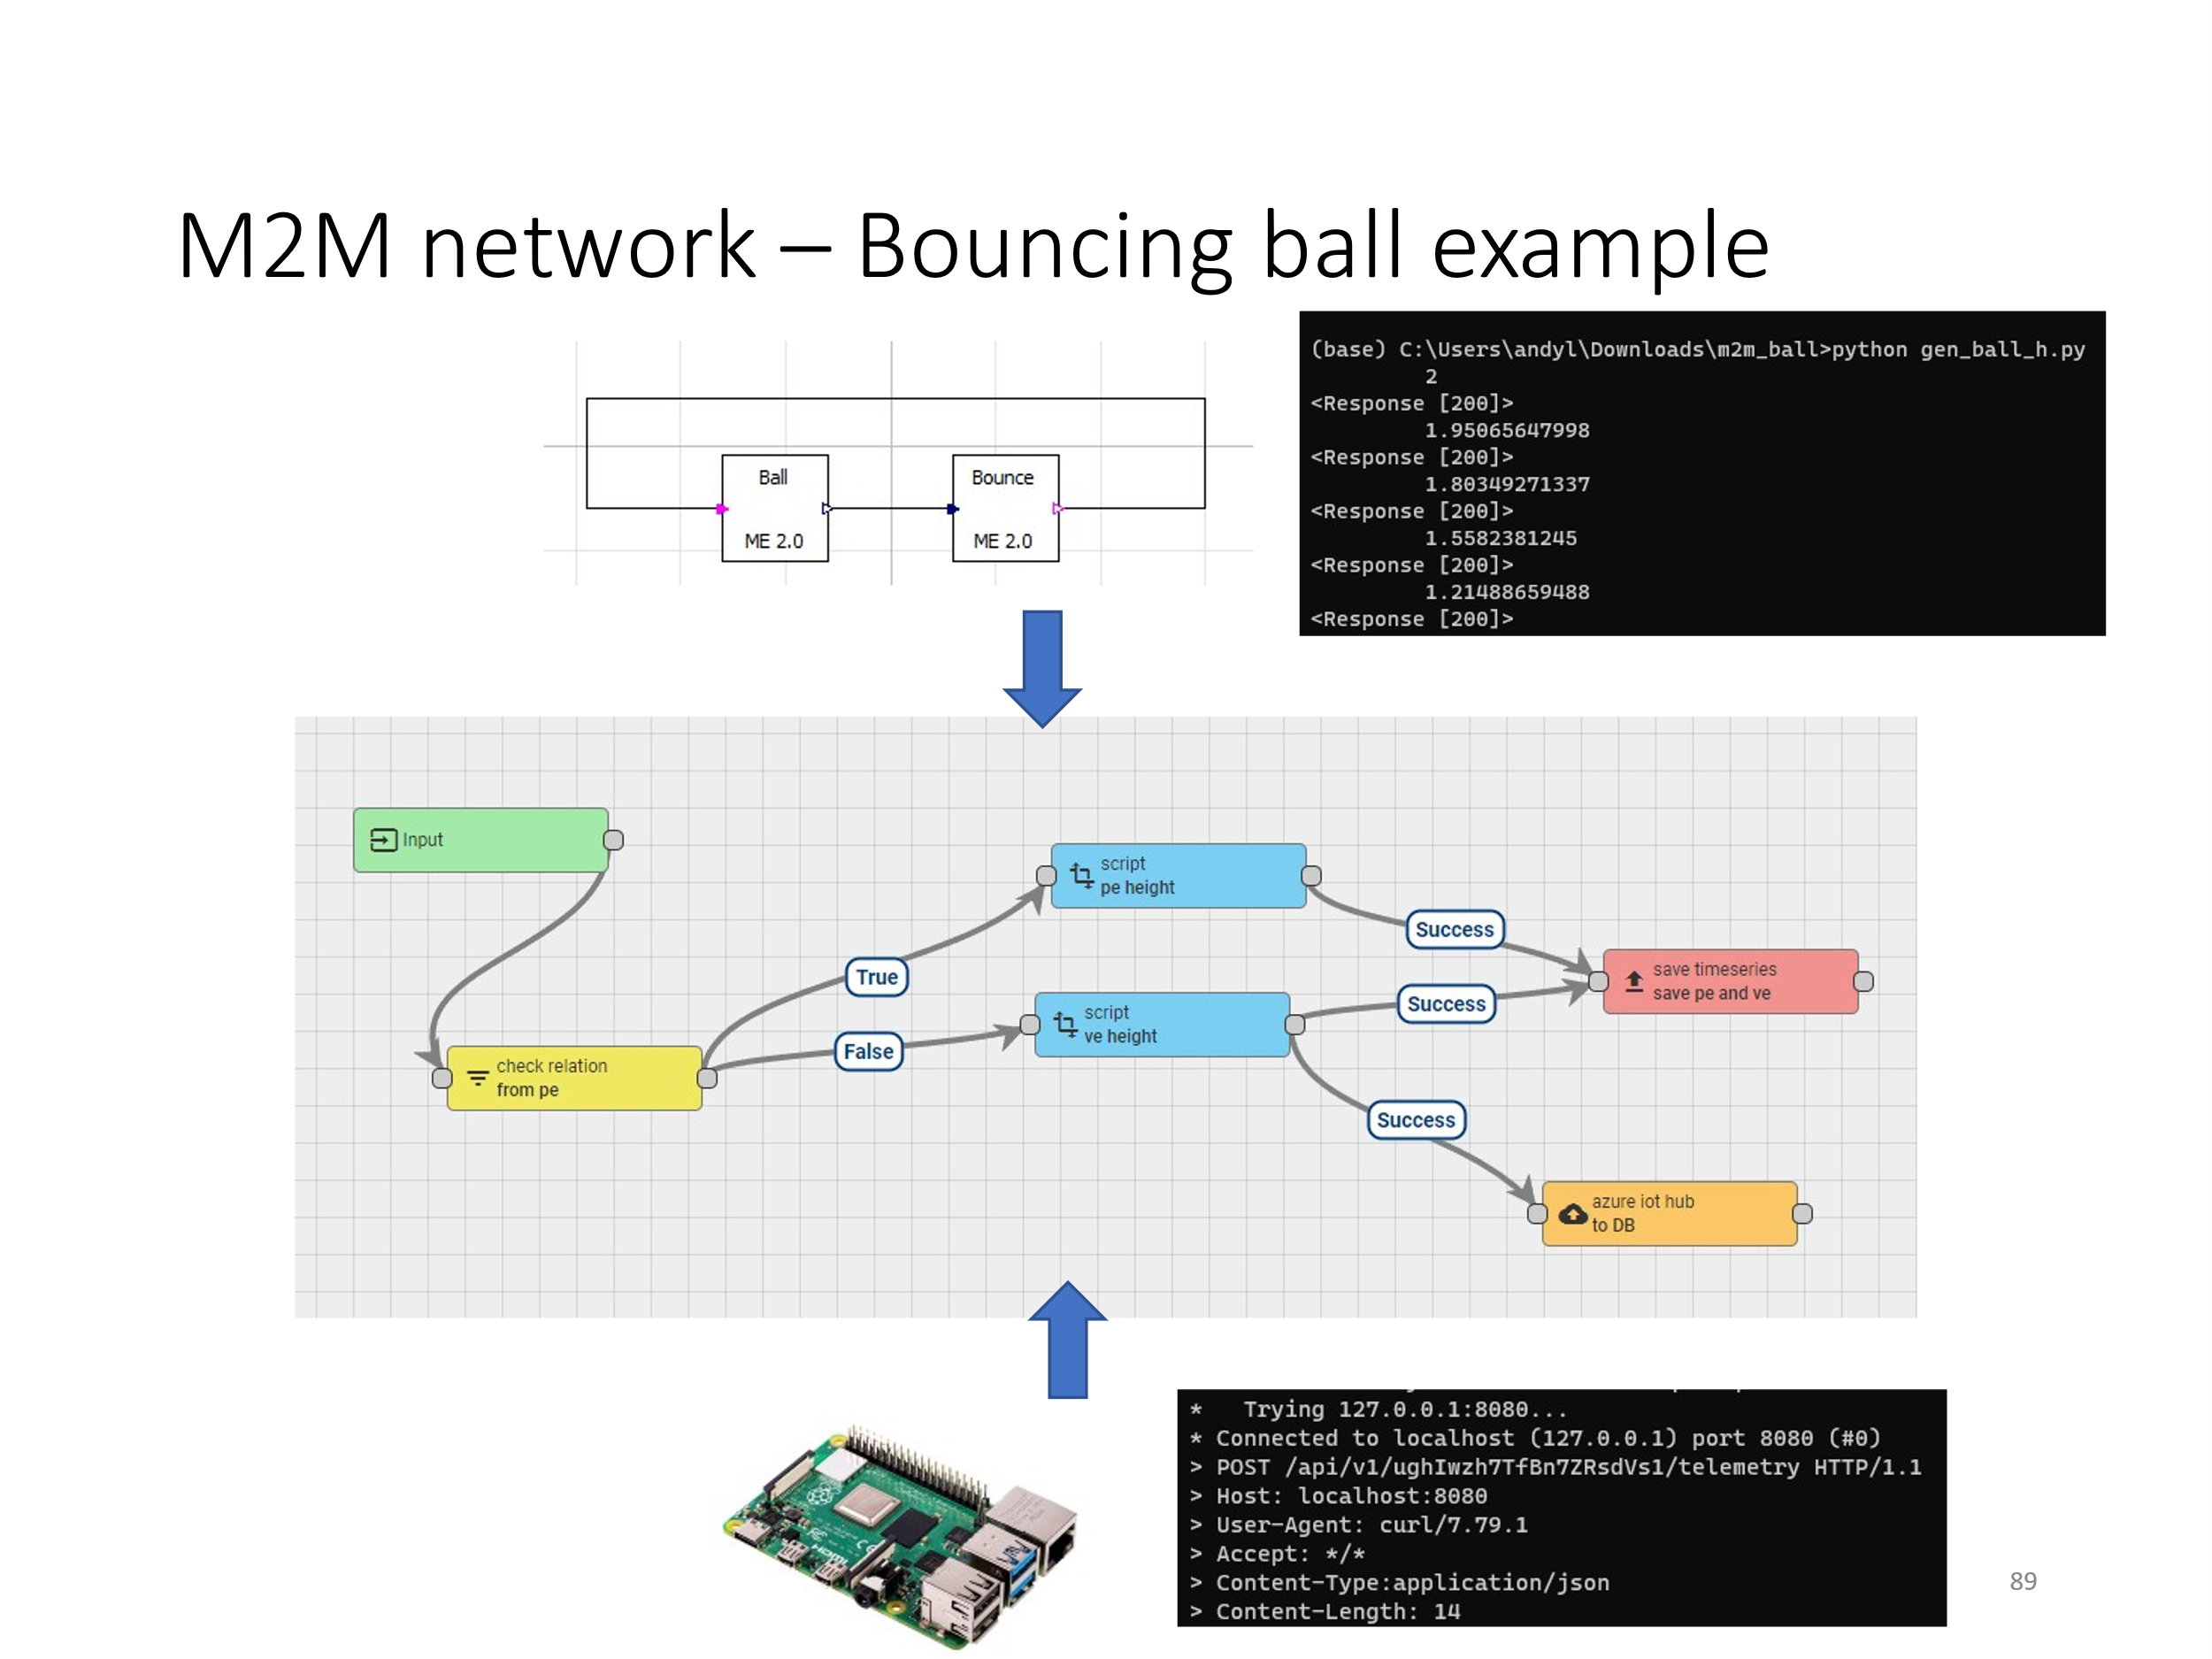 M2M network – Bouncing ball example
Ball
ME 2.0
Bounce
ME 2.0
(base) C:\Users\andyl\Downloads\m2m_ball>python gen_ball_h.py
2
<Response [200]>
1.95065647998
<Response [200]>
1.80349271337
<Response [200]>
1.5582381245
<Response [200]>
1.21488659488
<Response [200]>
Input
check relation
from pe
True
False
script
pe height
script
ve height
Success
Success
Success
save timeseries
save pe and ve
azure iot hub
to DB
* Trying 127.0.0.1:8080...
* Connected to localhost (127.0.0.1) port 8080 (#0)
> POST /api/v1/ughIwzh7TfBn7ZRsdVs1/telemetry HTTP/1.1
> Host: localhost:8080
> User-Agent: curl/7.79.1
> Accept: */*
> Content-Type:application/json
> Content-Length: 14
89